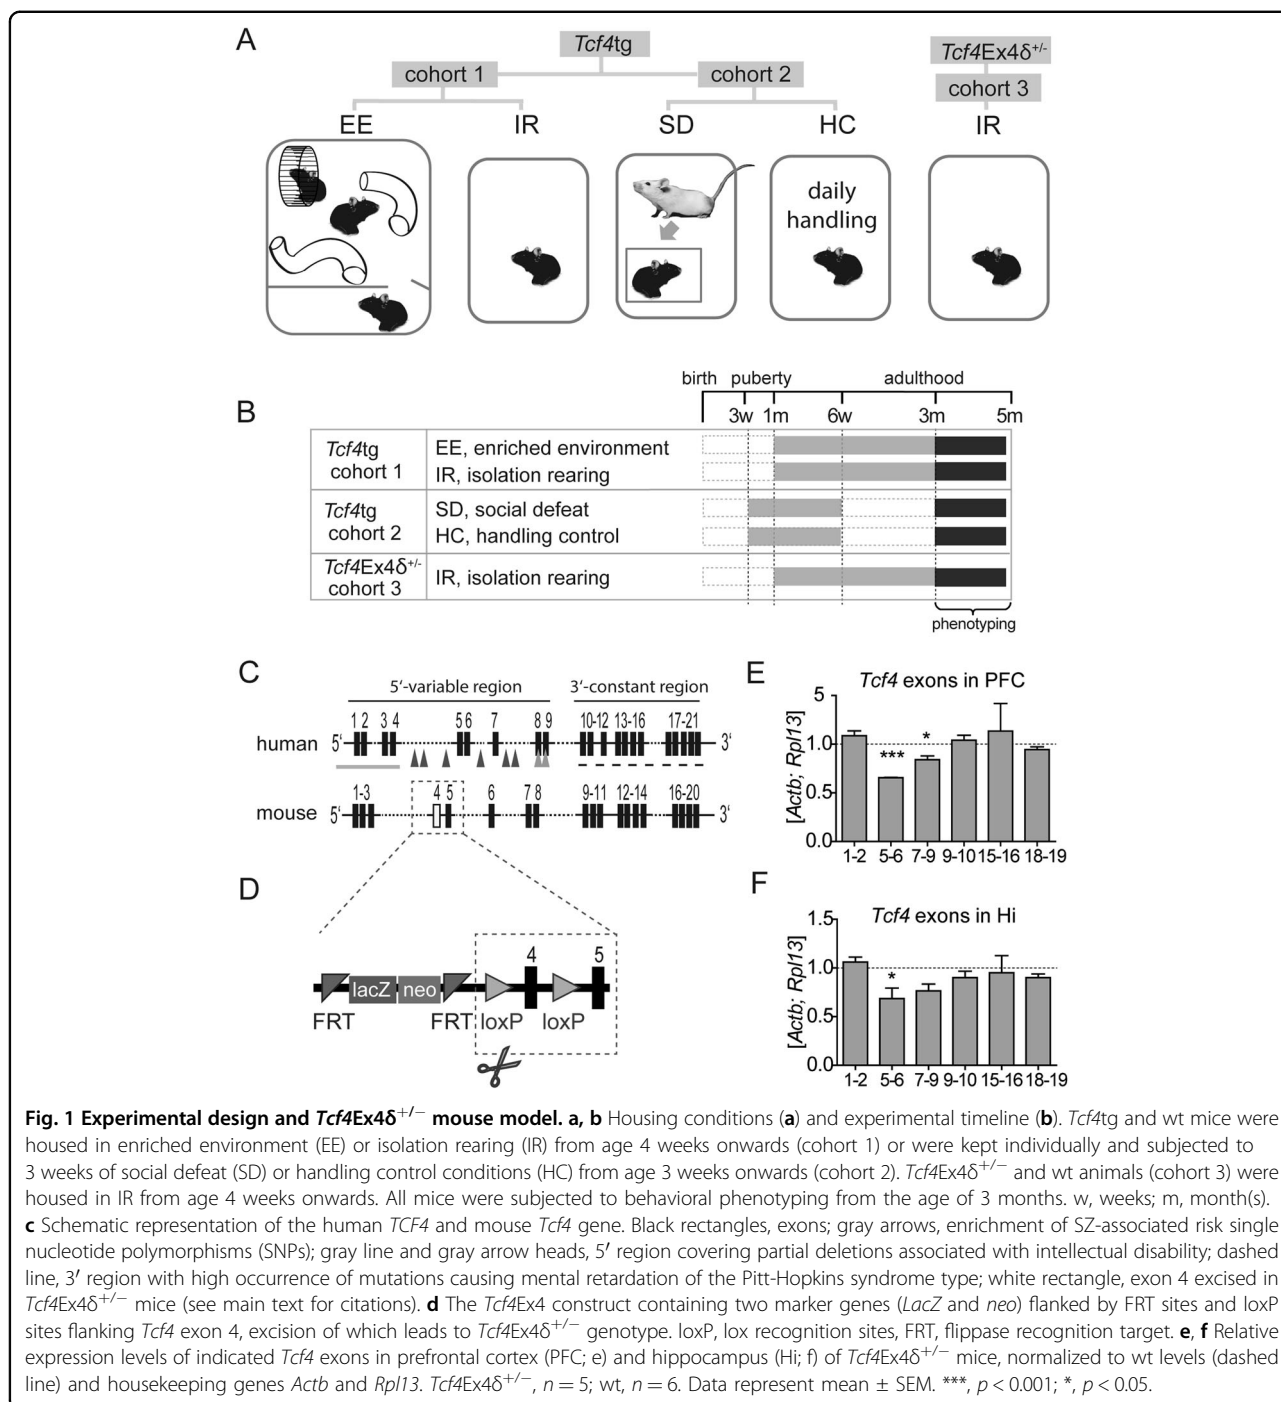 A
Tcf4tg
Tcf4Ex4δ+/-
cohort 1
cohort 2
cohort 3
EE
IR
SD
HC
IR
daily
handling
B
birth
puberty
adulthood
3w
1m
6w
3m
5m
Tcf4tg
cohort 1
EE, enriched environment
IR, isolation rearing
Tcf4tg
cohort 2
SD, social defeat
HC, handling control
Tcf4Ex4δ+/-
cohort 3
IR, isolation rearing
phenotyping
C
5'-variable region
3'-constant region
1 2
3 4
5 6
7
8 9
10-12
13-16
17-21
human
5'
3'
1-3
4
5
6
7 8
9-11
12-14
16-20
mouse
5'
3'
D
4
5
lacZ
neo
FRT
FRT
loxP
loxP
E
Tcf4 exons in PFC
[Actb; Rpl13]
5
1.0
0.5
0.0
***
*
1-2
5-6
7-9
9-10
15-16
18-19
F
Tcf4 exons in Hi
[Actb; Rpl13]
1.5
1.0
0.5
0.0
*
1-2
5-6
7-9
9-10
15-16
18-19
Fig. 1 Experimental design and Tcf4Ex4δ+/− mouse model. a, b Housing conditions (a) and experimental timeline (b). Tcf4tg and wt mice were
housed in enriched environment (EE) or isolation rearing (IR) from age 4 weeks onwards (cohort 1) or were kept individually and subjected to
3 weeks of social defeat (SD) or handling control conditions (HC) from age 3 weeks onwards (cohort 2). Tcf4Ex4δ+/− and wt animals (cohort 3) were
housed in IR from age 4 weeks onwards. All mice were subjected to behavioral phenotyping from the age of 3 months. w, weeks; m, month(s).
c Schematic representation of the human TCF4 and mouse Tcf4 gene. Black rectangles, exons; gray arrows, enrichment of SZ-associated risk single
nucleotide polymorphisms (SNPs); gray line and gray arrow heads, 5′ region covering partial deletions associated with intellectual disability; dashed
line, 3′ region with high occurrence of mutations causing mental retardation of the Pitt-Hopkins syndrome type; white rectangle, exon 4 excised in
Tcf4Ex4δ+/− mice (see main text for citations). d The Tcf4Ex4 construct containing two marker genes (LacZ and neo) flanked by FRT sites and loxP
sites flanking Tcf4 exon 4, excision of which leads to Tcf4Ex4δ+/− genotype. loxP, lox recognition sites, FRT, flippase recognition target. e, f Relative
expression levels of indicated Tcf4 exons in prefrontal cortex (PFC; e) and hippocampus (Hi; f) of Tcf4Ex4δ+/− mice, normalized to wt levels (dashed
line) and housekeeping genes Actb and Rpl13. Tcf4Ex4δ+/−, n = 5; wt, n = 6. Data represent mean ± SEM. ***, p < 0.001; *, p < 0.05.